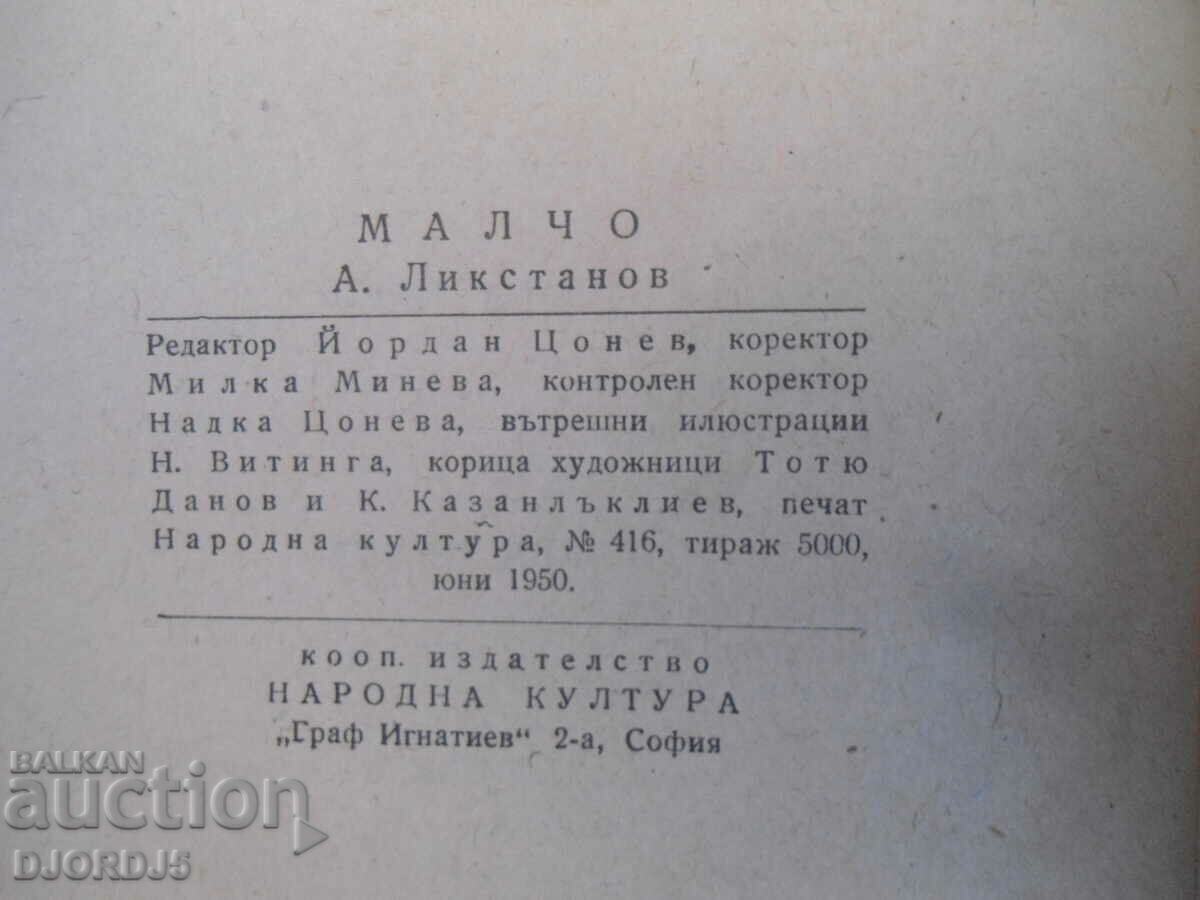 МАЛЧО
А. Ликстанов
Редактор Йордан Цонев, коректор
Милка Минева, контролен коректор
Надка Цонева, вътрешни илюстрации
Н. Витинга, корица художници Тотю
Данов и К. Казанлъклиев, печат
Народна култура, № 416, тираж 5000,
юни 1950.
кооп. издателство
НАРОДНА КУЛТУРА
„Граф Игнатиев“ 2-а, София
BALKAN
auction
DJORDJ5